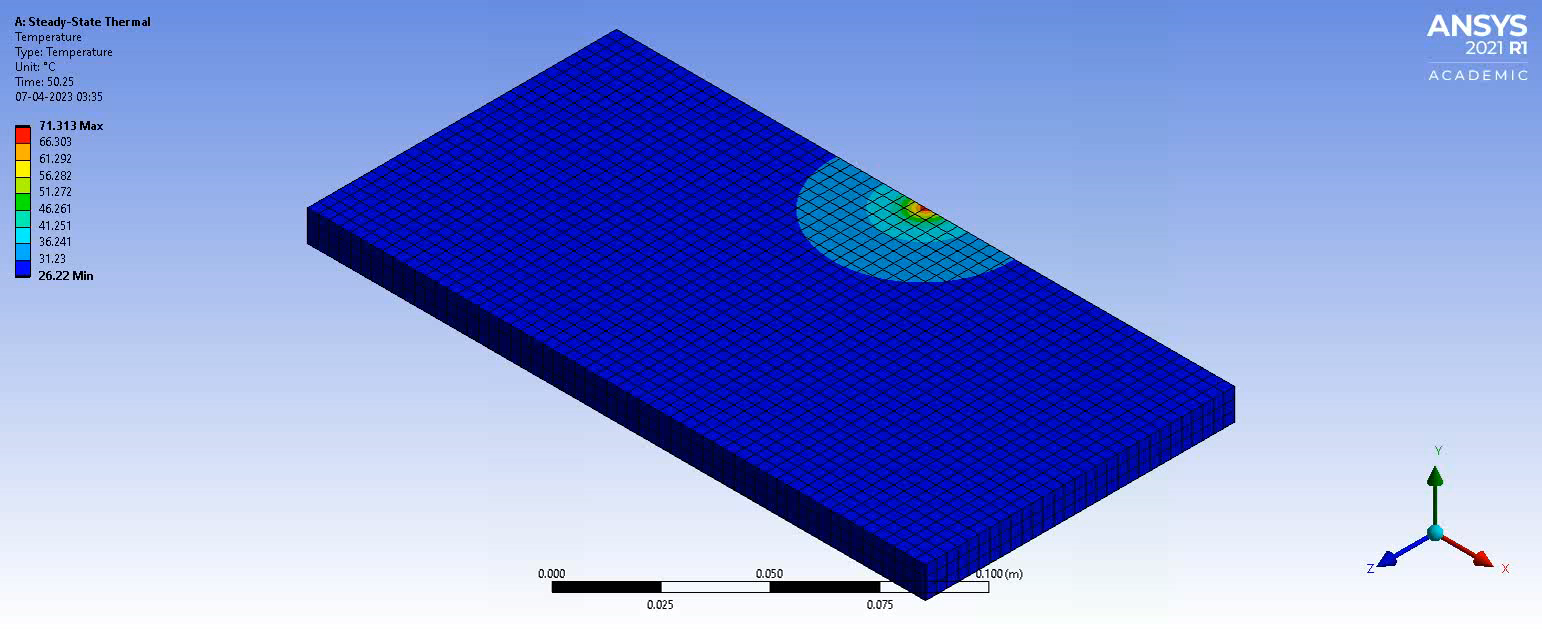 A: Steady-State Thermal
Temperature
Type: Temperature
Unit: °C
Time: 50.25
07-04-2023 03:35
71.313 Max
66.303
61.292
56.282
51.272
46.261
41.251
36.241
31.23
26.22 Min
ANSYS
2021 R1
ACADEMIC
0.000
0.050
0.100 (m)
0.025
0.075
Y
Z
X